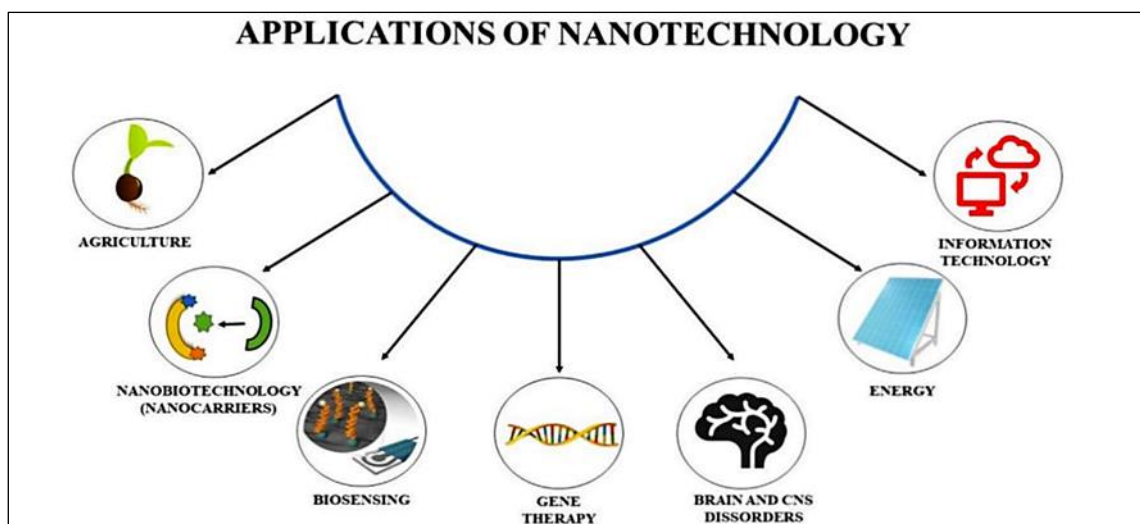 APPLICATIONS OF NANOTECHNOLOGY
AGRICULTURE
NANOBIOTECHNOLOGY
(NANOCARRIERS)
BIOSENSING
GENE
THERAPY
BRAIN AND CNS
DISSORDERS
ENERGY
INFORMATION
TECHNOLOGY